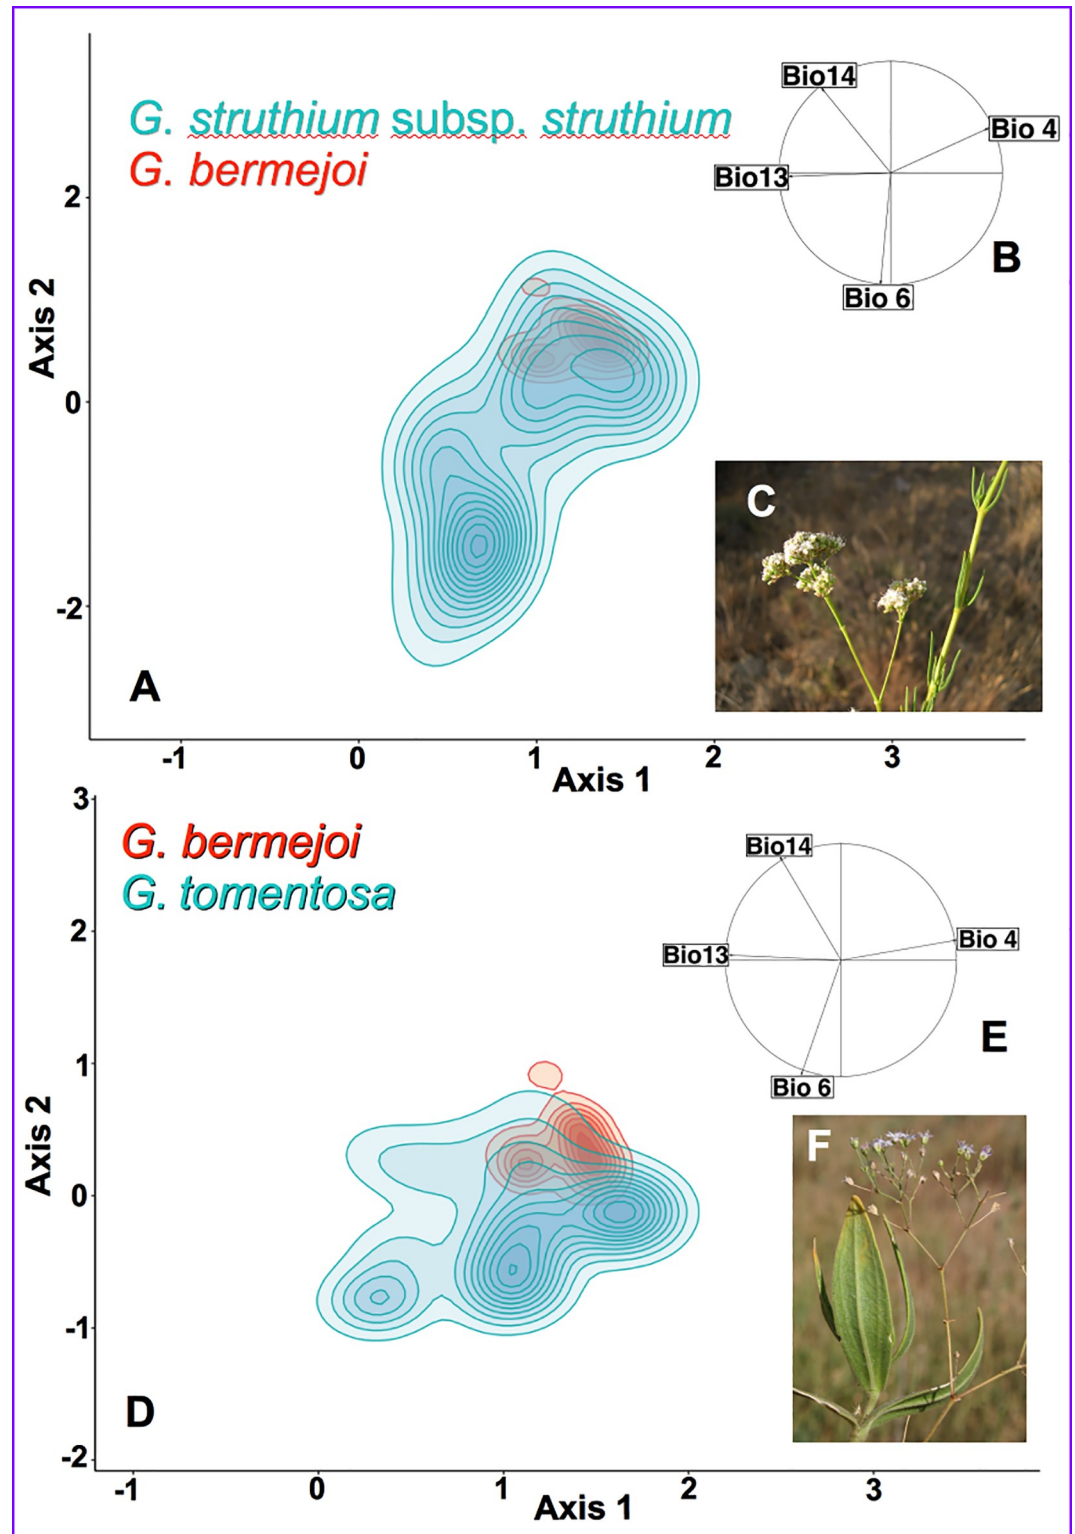 G. struthium subsp. struthium
G. bermejoi
Bio14
Bio 4
Bio13
Bio 6
B
2
0
-2
Axis 2
A
C
-1
0
1
2
3
Axis 1
G. bermejoi
G. tomentosa
Bio14
Bio 4
Bio13
Bio 6
E
3
2
1
0
-1
-2
Axis 2
D
F
-1
0
1
2
3
Axis 1